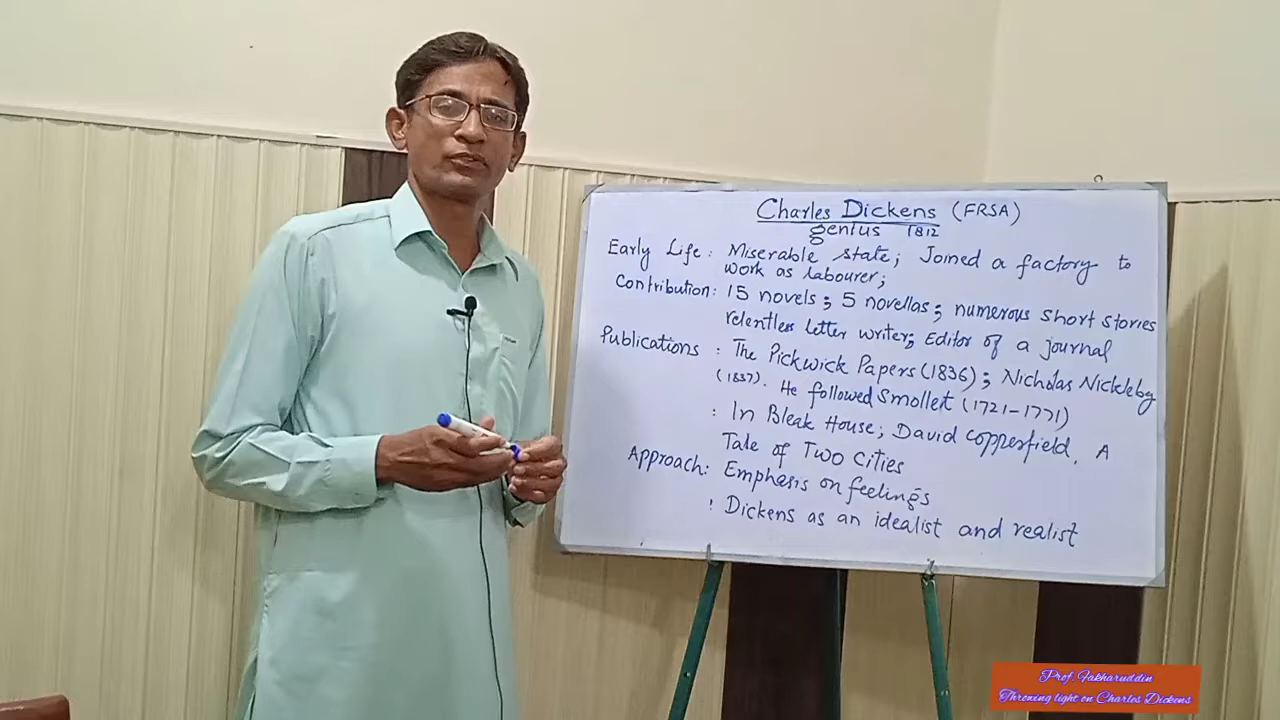 Charles Dickens (FRSA)
genius 1812
Early Life : Miserable state; Joined a factory to
work as labourer;
Contribution: 15 novels; 5 novellas; numerous short stories
relentless letter writer; Editor of a journal
Publications : The Pickwick Papers (1836); Nicholas Nickleby
(1837). He followed Smollet (1721-1771)
: In Bleak House; David Copperfield, A
Tale of Two Cities
Approach: Emphasis on feelings
: Dickens as an idealist and realist
Prof. Fakharuddin
Throwing light on Charles Dickens